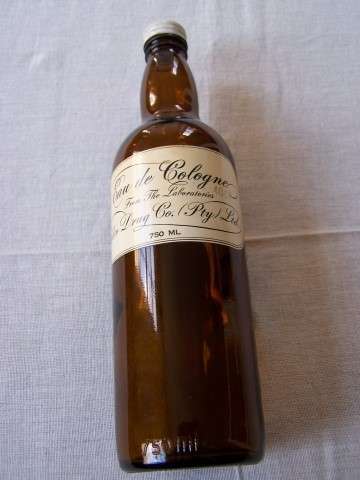 Eau de Cologne
From The Laboratories
Drug Co. (Pty) Ltd.
750 ML